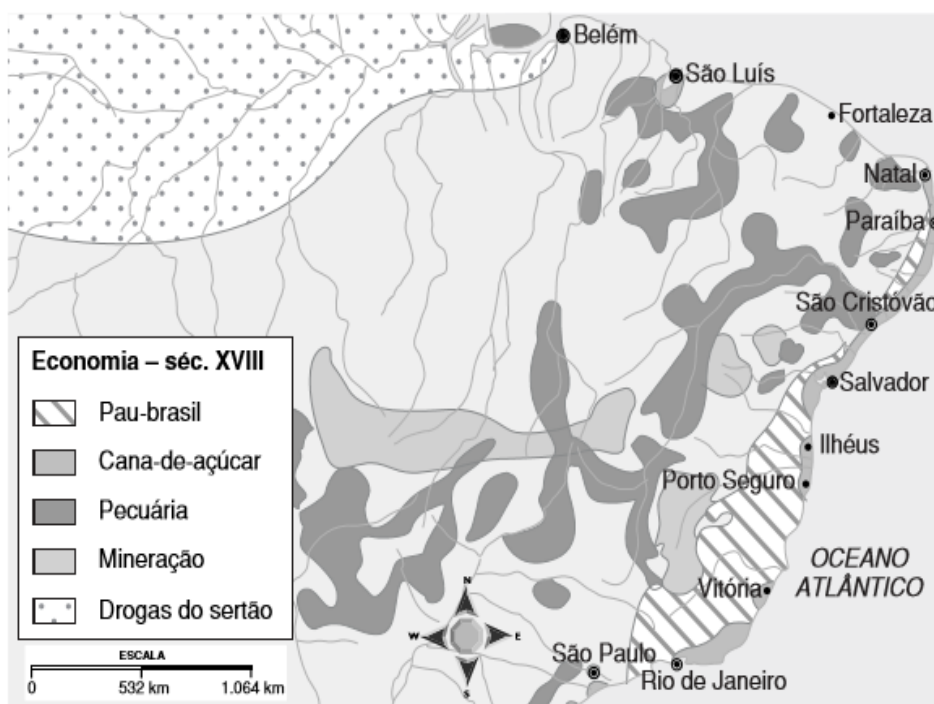 Belém
São Luís
Fortaleza
Natal
Paraíba
São Cristóvão
Salvador
Ilhéus
Porto Seguro
OCEANO
ATLÂNTICO
Vitória
São Paulo
Rio de Janeiro
Economia – séc. XVIII
Pau-brasil
Cana-de-açúcar
Pecuária
Mineração
Drogas do sertão
N
W
E
S
ESCALA
0 532 km 1.064 km